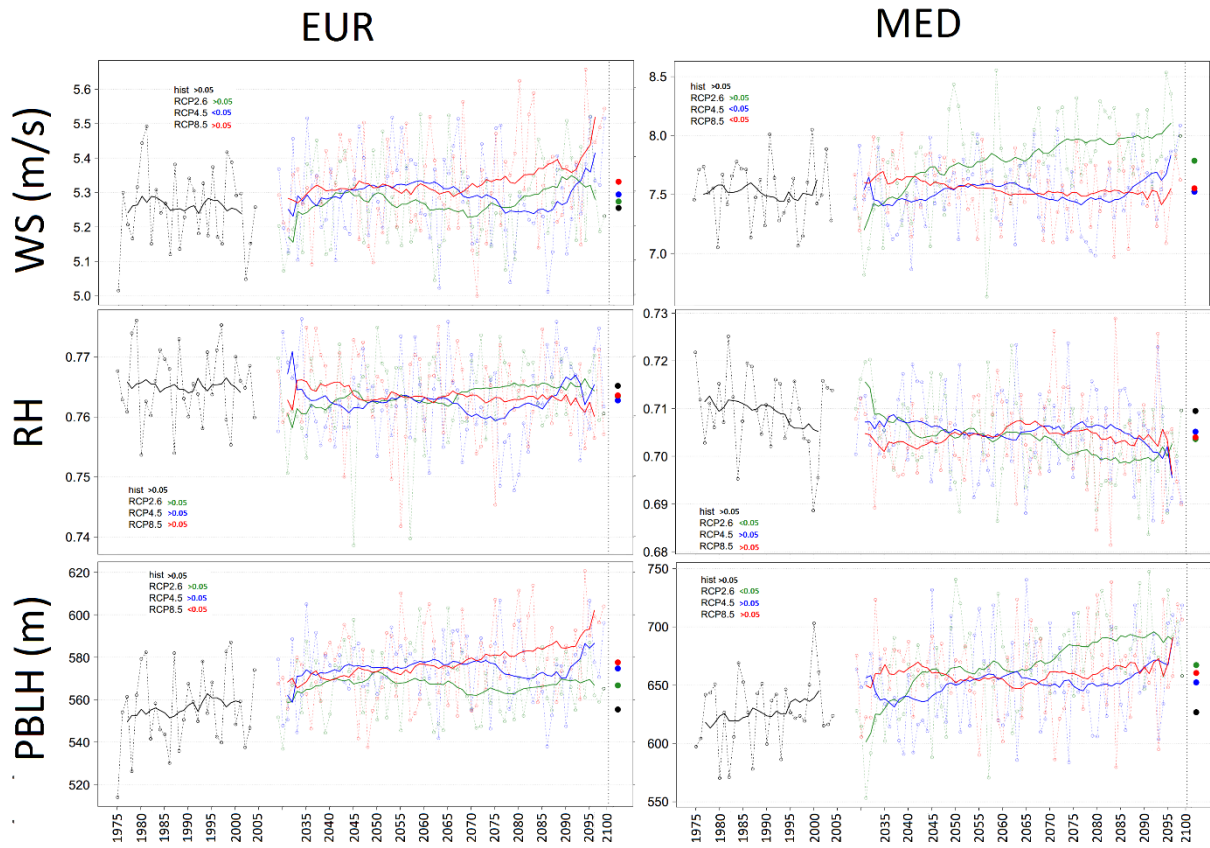 EUR
MED
WS (m/s)
5.6
5.5
5.4
5.3
5.2
5.1
5.0
hist >0.05
RCP2.6 >0.05
RCP4.5 <0.05
RCP8.5 >0.05
8.5
8.0
7.5
7.0
hist >0.05
RCP2.6 >0.05
RCP4.5 <0.05
RCP8.5 <0.05
RH
0.77
0.76
0.75
0.74
hist >0.05
RCP2.6 >0.05
RCP4.5 >0.05
RCP8.5 >0.05
0.73
0.72
0.71
0.70
0.69
0.68
hist >0.05
RCP2.6 <0.05
RCP4.5 >0.05
RCP8.5 >0.05
PBLH (m)
620
600
580
560
540
520
hist >0.05
RCP2.6 >0.05
RCP4.5 >0.05
RCP8.5 <0.05
750
700
650
600
550
hist >0.05
RCP2.6 <0.05
RCP4.5 >0.05
RCP8.5 >0.05
1975 1980 1985 1990 1995 2000 2005 2035 2040 2045 2050 2055 2060 2065 2070 2075 2080 2085 2090 2095 2100
1975 1980 1985 1990 1995 2000 2005 2035 2040 2045 2050 2055 2060 2065 2070 2075 2080 2085 2090 2095 2100